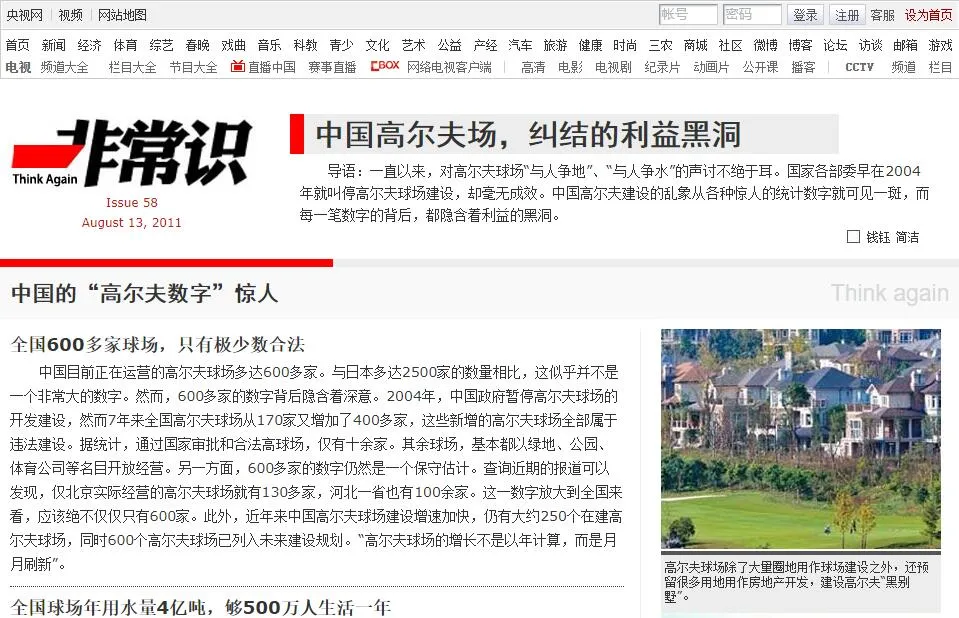 央视网 视频 网站地图 帐号 密码 登录 注册 客服 设为首页
首页 新闻 经济 体育 综艺 春晚 戏曲 音乐 科教 青少 文化 艺术 公益 产经 汽车 旅游 健康 时尚 三农 商城 社区 微博 博客 论坛 访谈 邮箱 游戏
电视 频道大全 栏目大全 节目大全 直播中国 赛事直播 CBOX 网络电视客户端 高清 电影 电视剧 纪录片 动画片 公开课 播客 CCTV 频道 栏目
非常识
Think Again
Issue 58
August 13, 2011
中国高尔夫场，纠结的利益黑洞
导语：一直以来，对高尔夫球场“与人争地”、“与人争水”的声讨不绝于耳。国家各部委早在2004
年就叫停高尔夫球场建设，却毫无成效。中国高尔夫建设的乱象从各种惊人的统计数字就可见一斑，而
每一笔数字的背后，都隐含着利益的黑洞。
钱钰 简洁
中国的“高尔夫数字”惊人
Think again
全国600多家球场，只有极少数合法
中国目前正在运营的高尔夫球场多达600多家。与日本多达2500家的数量相比，这似乎并不是
一个非常大的数字。然而，600多家的数字背后隐含着深意。2004年，中国政府暂停高尔夫球场的
开发建设，然而7年来全国高尔夫球场从170家又增加了400多家，这些新增的高尔夫球场全部属于
违法建设。据统计，通过国家审批和合法高球场，仅有十余家。其余球场，基本都以绿地、公园、
体育公司等名目开放经营。另一方面，600多家的数字仍然是一个保守估计。查询近期的报道可以
发现，仅北京实际经营的高尔夫球场就有130多家，河北一省也有100余家。这一数字放大到全国来
看，应该绝不仅仅只有600家。此外，近年来中国高尔夫球场建设增速加快，仍有大约250个在建高
尔夫球场，同时600个高尔夫球场已列入未来建设规划。“高尔夫球场的增长不是以年计算，而是月
月刷新”。
全国球场年用水量4亿吨，够500万人生活一年
高尔夫球场除了大量圈地用作球场建设之外，还预
留很多用地用作房地产开发，建设高尔夫“黑别
墅”。